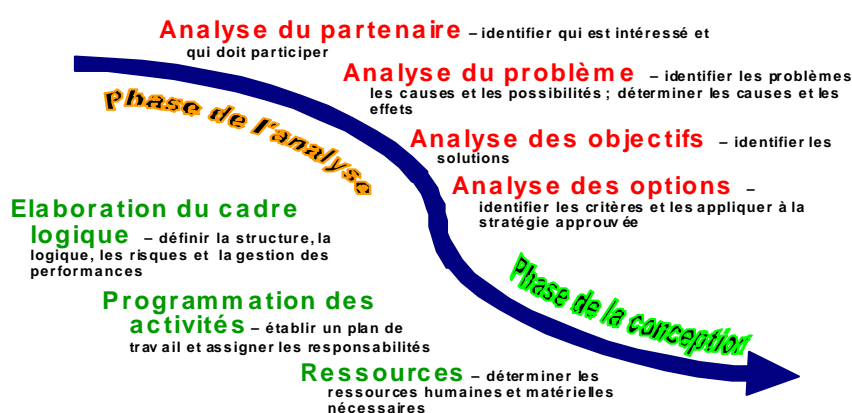 Analyse du partenaire – identifier qui est intéressé et
qui doit participer
Analyse du problème – identifier les problèmes
les causes et les possibilités ; déterminer les causes et les
effets
Phase de l'analyse
Analyse des objectifs – identifier les
solutions
Analyse des options –
identifier les critères et les appliquer à la
stratégie approuvée
Elaboration du cadre
logique – définir la structure, la
logique, les risques et la gestion des
performances
Phase de la conception
Programmation des
activités – établir un plan de
travail et assigner les responsabilités
Ressources – déterminer les
ressources humaines et matérielles
nécessaires